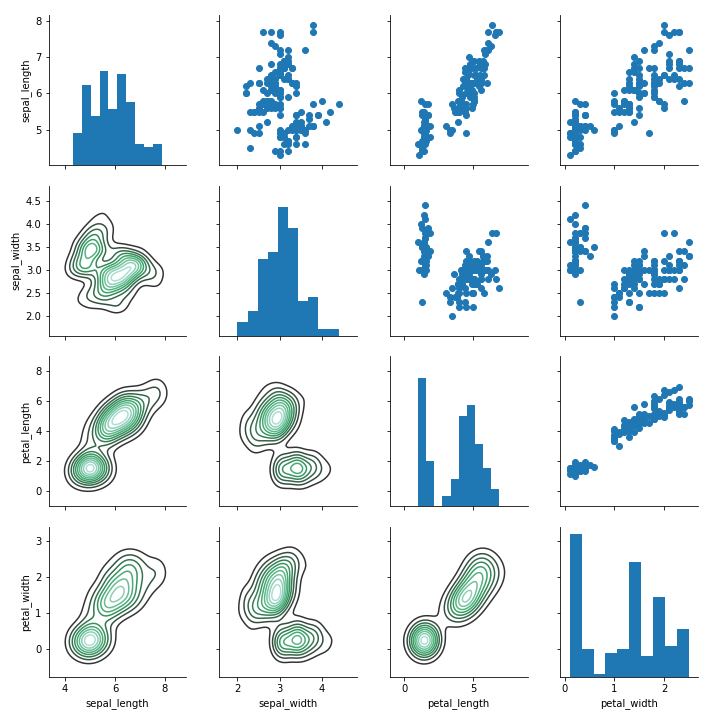 8
7
6
5
sepal_length
4.5
4.0
3.5
3.0
2.5
2.0
sepal_width
8
6
4
2
0
petal_length
3
2
1
0
petal_width
4 6 8
2 3 4
0 5
0 1 2
sepal_length sepal_width petal_length petal_width